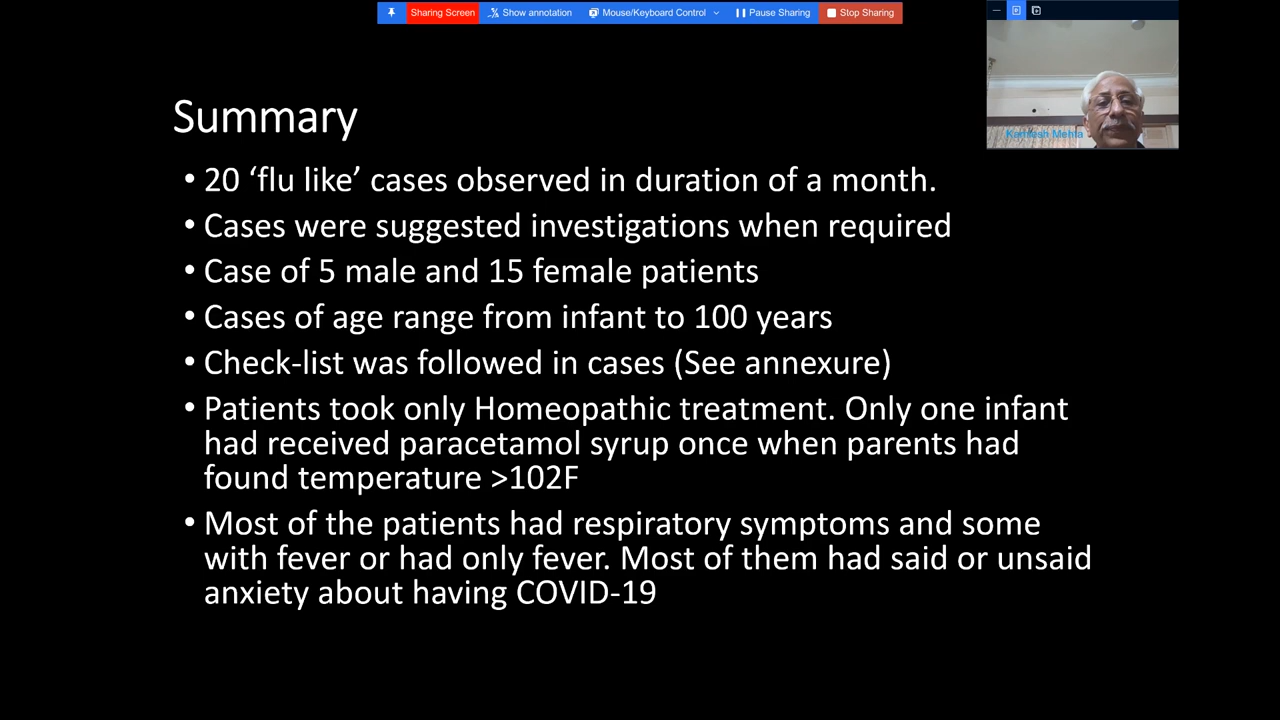 Sharing Screen Show annotation Mouse/Keyboard Control Pause Sharing Stop Sharing
Kamlesh Mehla
Summary
• 20 ‘flu like’ cases observed in duration of a month.
• Cases were suggested investigations when required
• Case of 5 male and 15 female patients
• Cases of age range from infant to 100 years
• Check-list was followed in cases (See annexure)
• Patients took only Homeopathic treatment. Only one infant
had received paracetamol syrup once when parents had
found temperature >102F
• Most of the patients had respiratory symptoms and some
with fever or had only fever. Most of them had said or unsaid
anxiety about having COVID-19